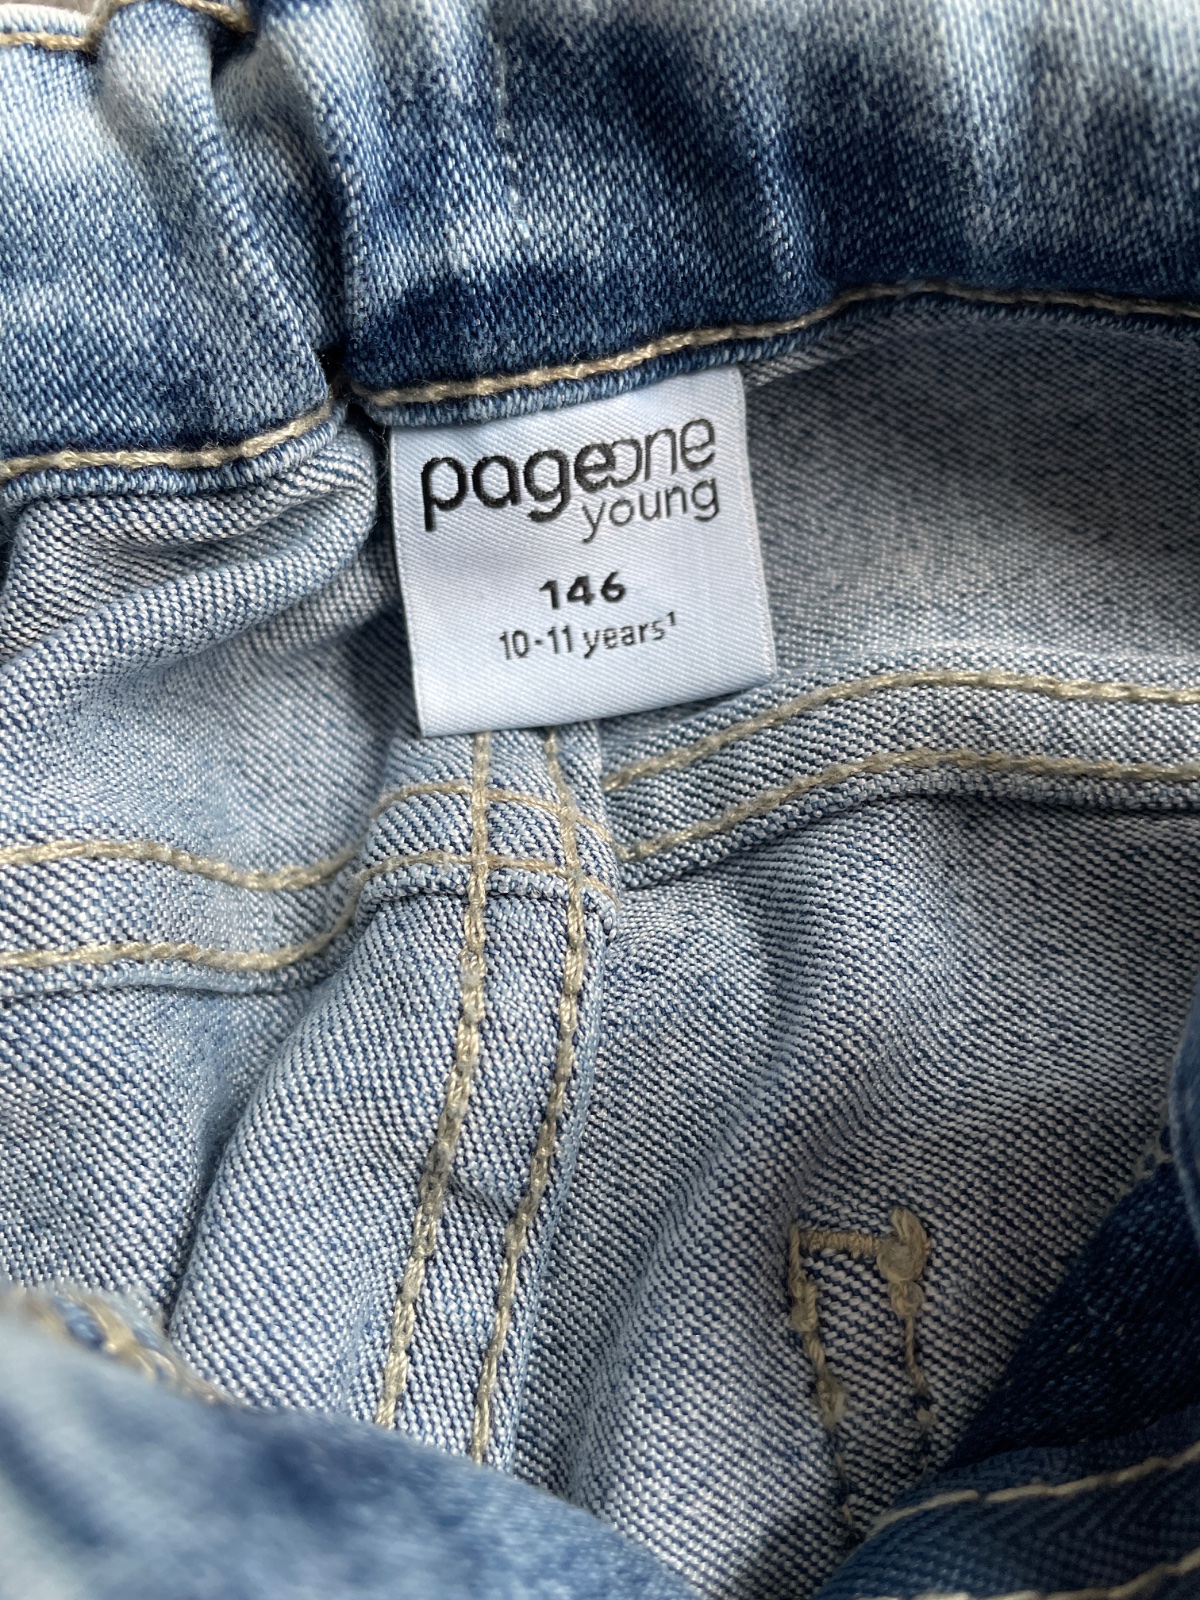 pageone
young
146
10-11 years¹